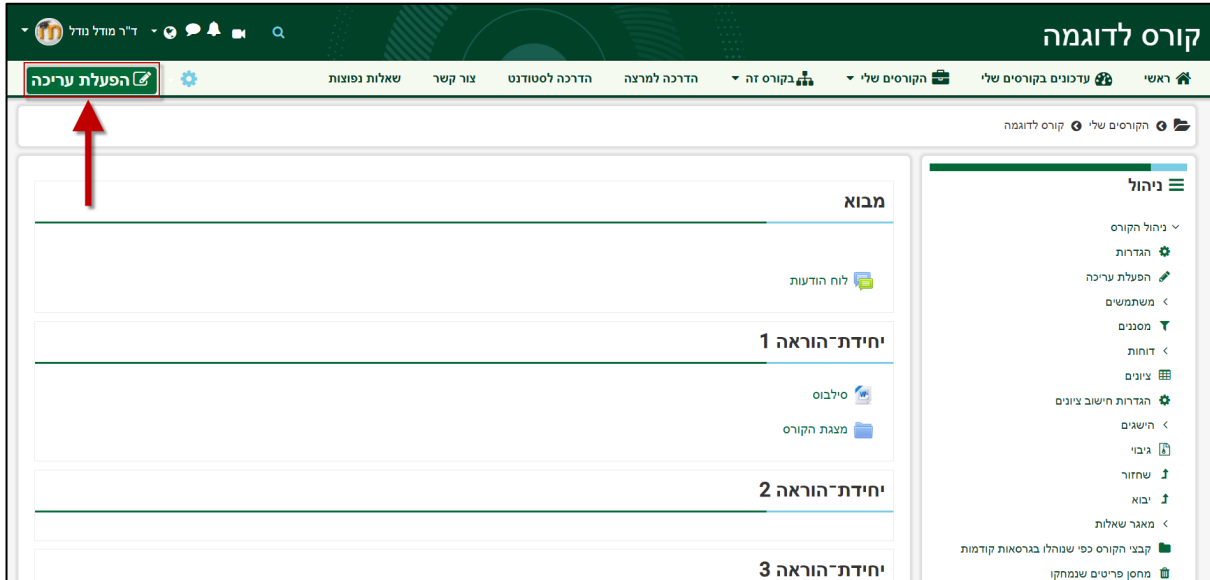 קורס לדוגמה
ד"ר מודל נודל
ראשי
עדכונים בקורסים שלי
הקורסים שלי
בקורס זה
הדרכה למרצה
הדרכה לסטודנט
צור קשר
שאלות נפוצות
הפעלת עריכה
הקורסים שלי
קורס לדוגמה
ניהול
ניהול הקורס
הגדרות
הפעלת עריכה
משתמשים
מסננים
דוחות
ציונים
הגדרות חישוב ציונים
הישגים
גיבוי
שחזור
יבוא
מאגר שאלות
קבצי הקורס כפי שנוהלו בגרסאות קודמות
מחסן פריטים שנמחקו
מבוא
לוח הודעות
יחידת־הוראה 1
סילבוס
מצגת הקורס
יחידת־הוראה 2
יחידת־הוראה 3